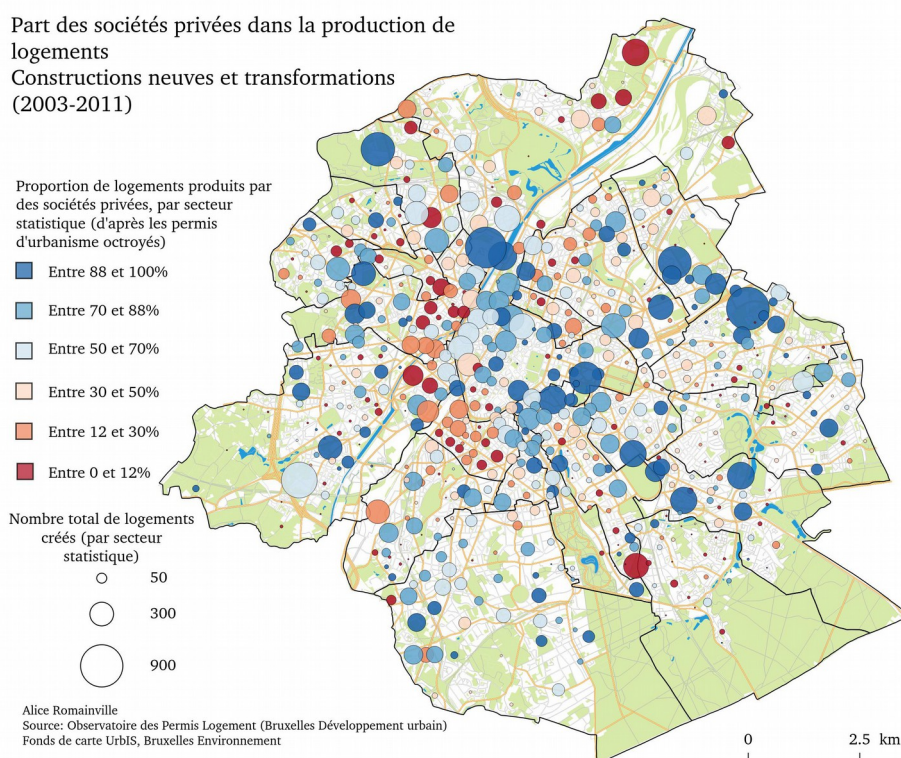 Part des sociétés privées dans la production de
logements
Constructions neuves et transformations
(2003-2011)
Proportion de logements produits par
des sociétés privées, par secteur
statistique (d'après les permis
d'urbanisme octroyés)
Entre 88 et 100%
Entre 70 et 88%
Entre 50 et 70%
Entre 30 et 50%
Entre 12 et 30%
Entre 0 et 12%
Nombre total de logements
créés (par secteur
statistique)
50
300
900
Alice Romainville
Source: Observatoire des Permis Logement (Bruxelles Développement urbain)
Fonds de carte UrbIS, Bruxelles Environnement
0 2.5 km